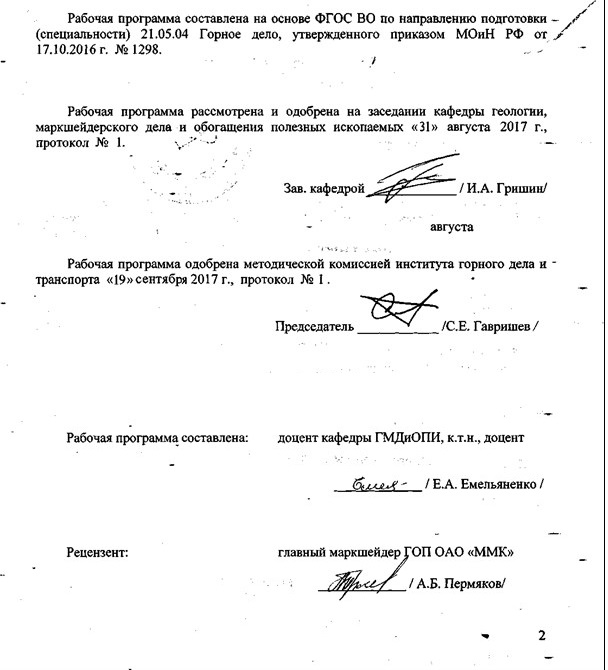 Рабочая программа составлена на основе ФГОС ВО по направлению подготовки
(специальности) 21.05.04 Горное дело, утвержденного приказом МОиН РФ от
17.10.2016 г. № 1298.
Рабочая программа рассмотрена и одобрена на заседании кафедры геологии,
маркшейдерского дела и обогащения полезных ископаемых «31» августа 2017 г.,
протокол № 1.
Зав. кафедрой / И.А. Гришин/
августа
Рабочая программа одобрена методической комиссией института горного дела и
транспорта «19» сентября 2017 г., протокол № 1 .
Председатель /С.Е. Гавришев /
Рабочая программа составлена: доцент кафедры ГМДиОПИ, к.т.н., доцент
/ Е.А. Емельяненко /
Рецензент: главный маркшейдер ГОП ОАО «ММК»
/ А.Б. Пермяков/
2